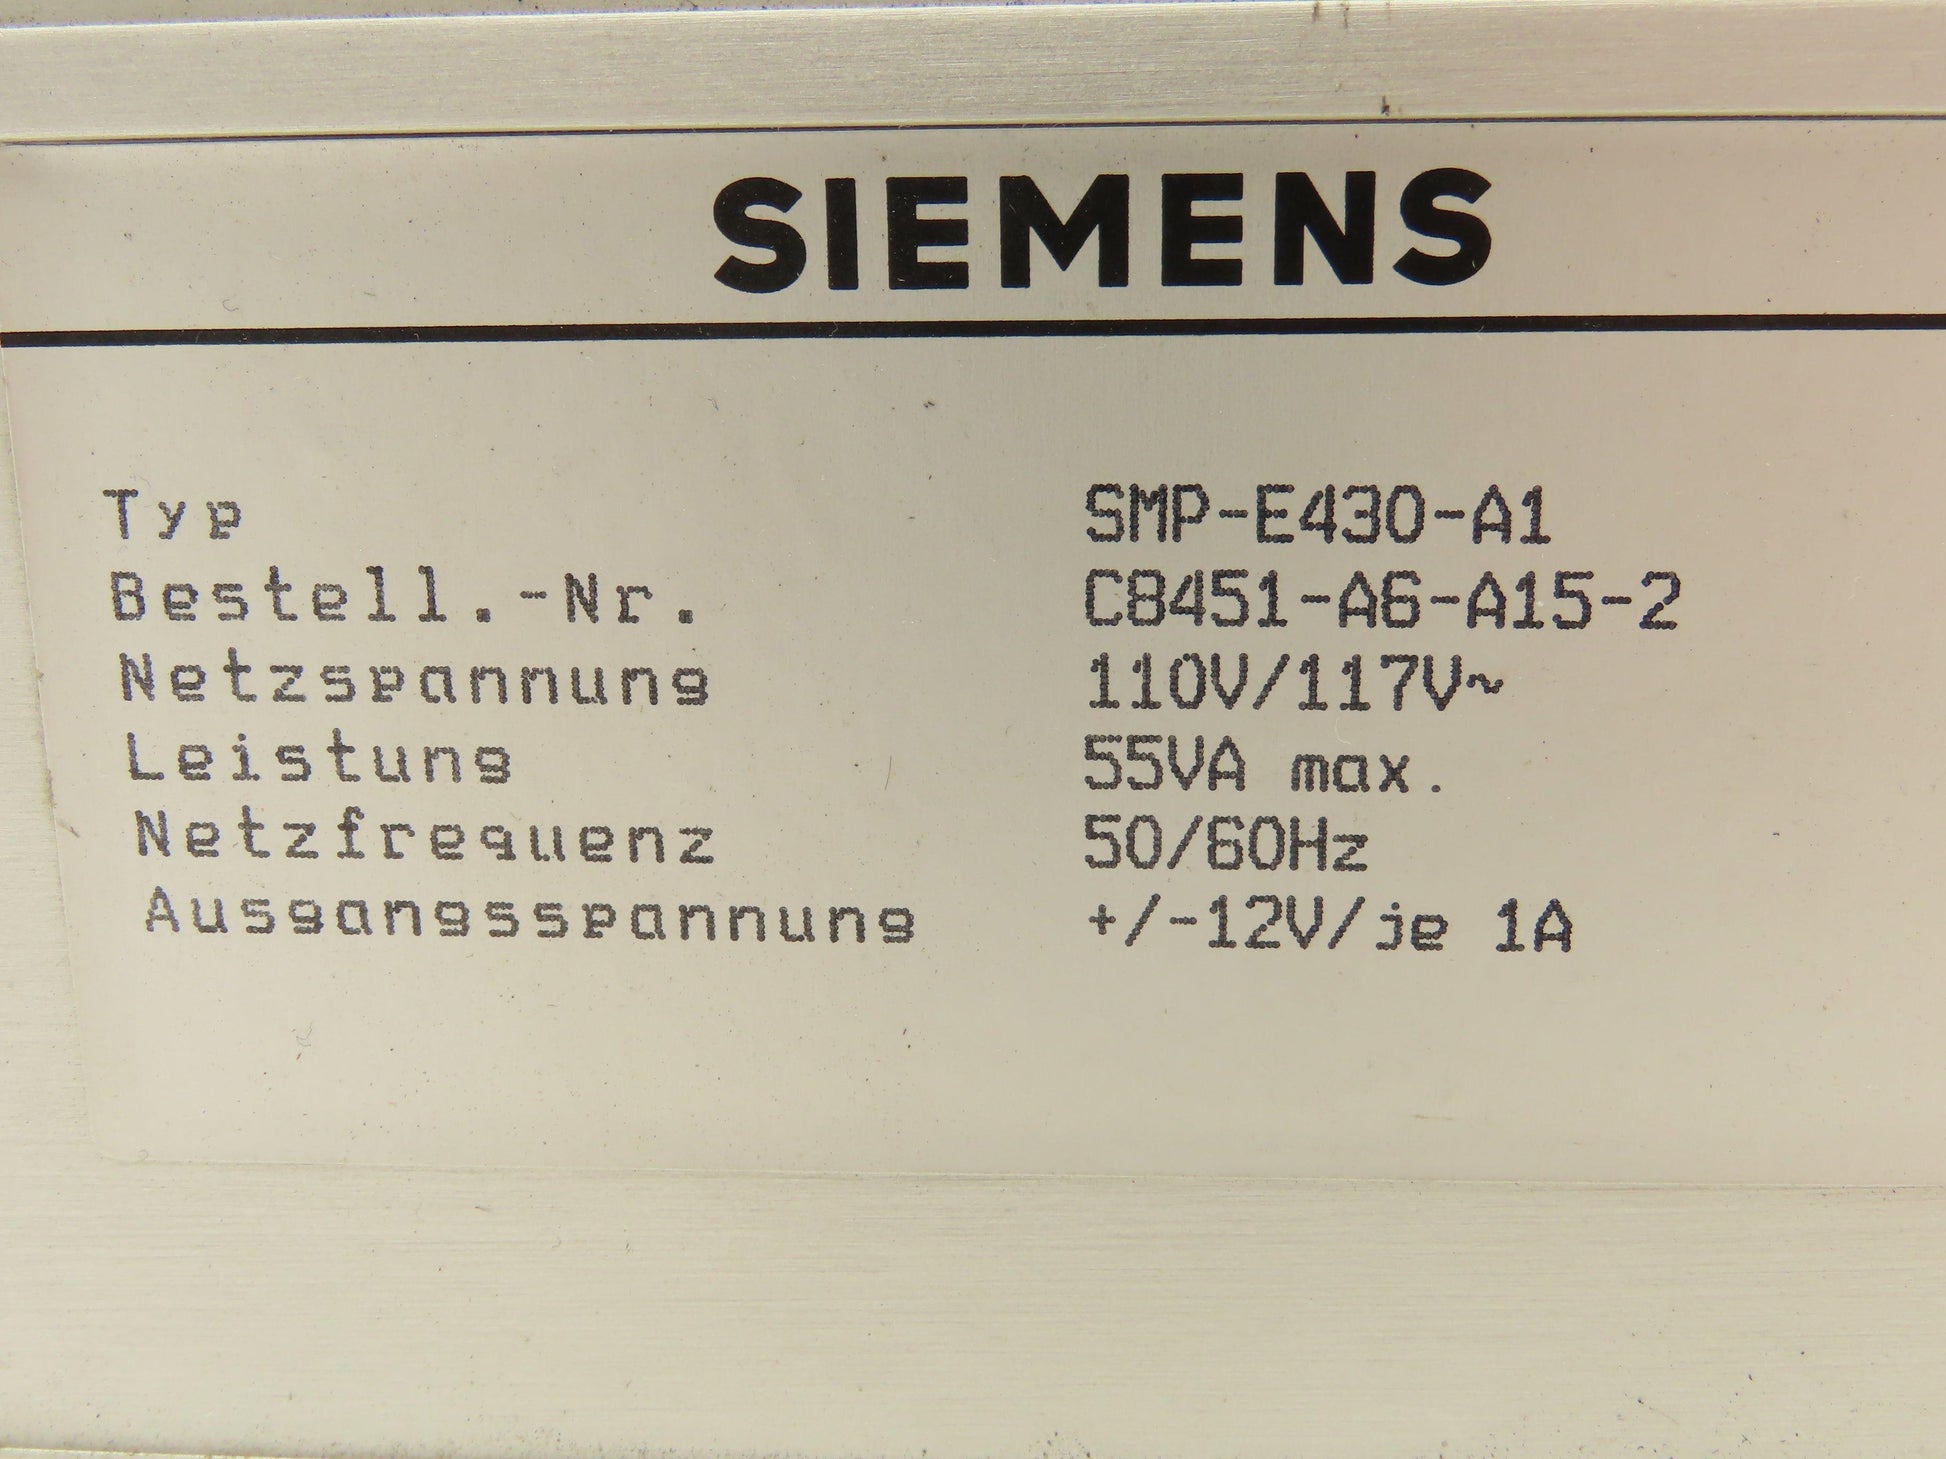 SIEMENS
Typ SMP-E430-A1
Bestell.-Nr. C8451-A6-A15-2
Netzspannung 110V/117V~
Leistung 55VA max.
Netzfrequenz 50/60Hz
Ausgangsspannung +/-12V/je 1A